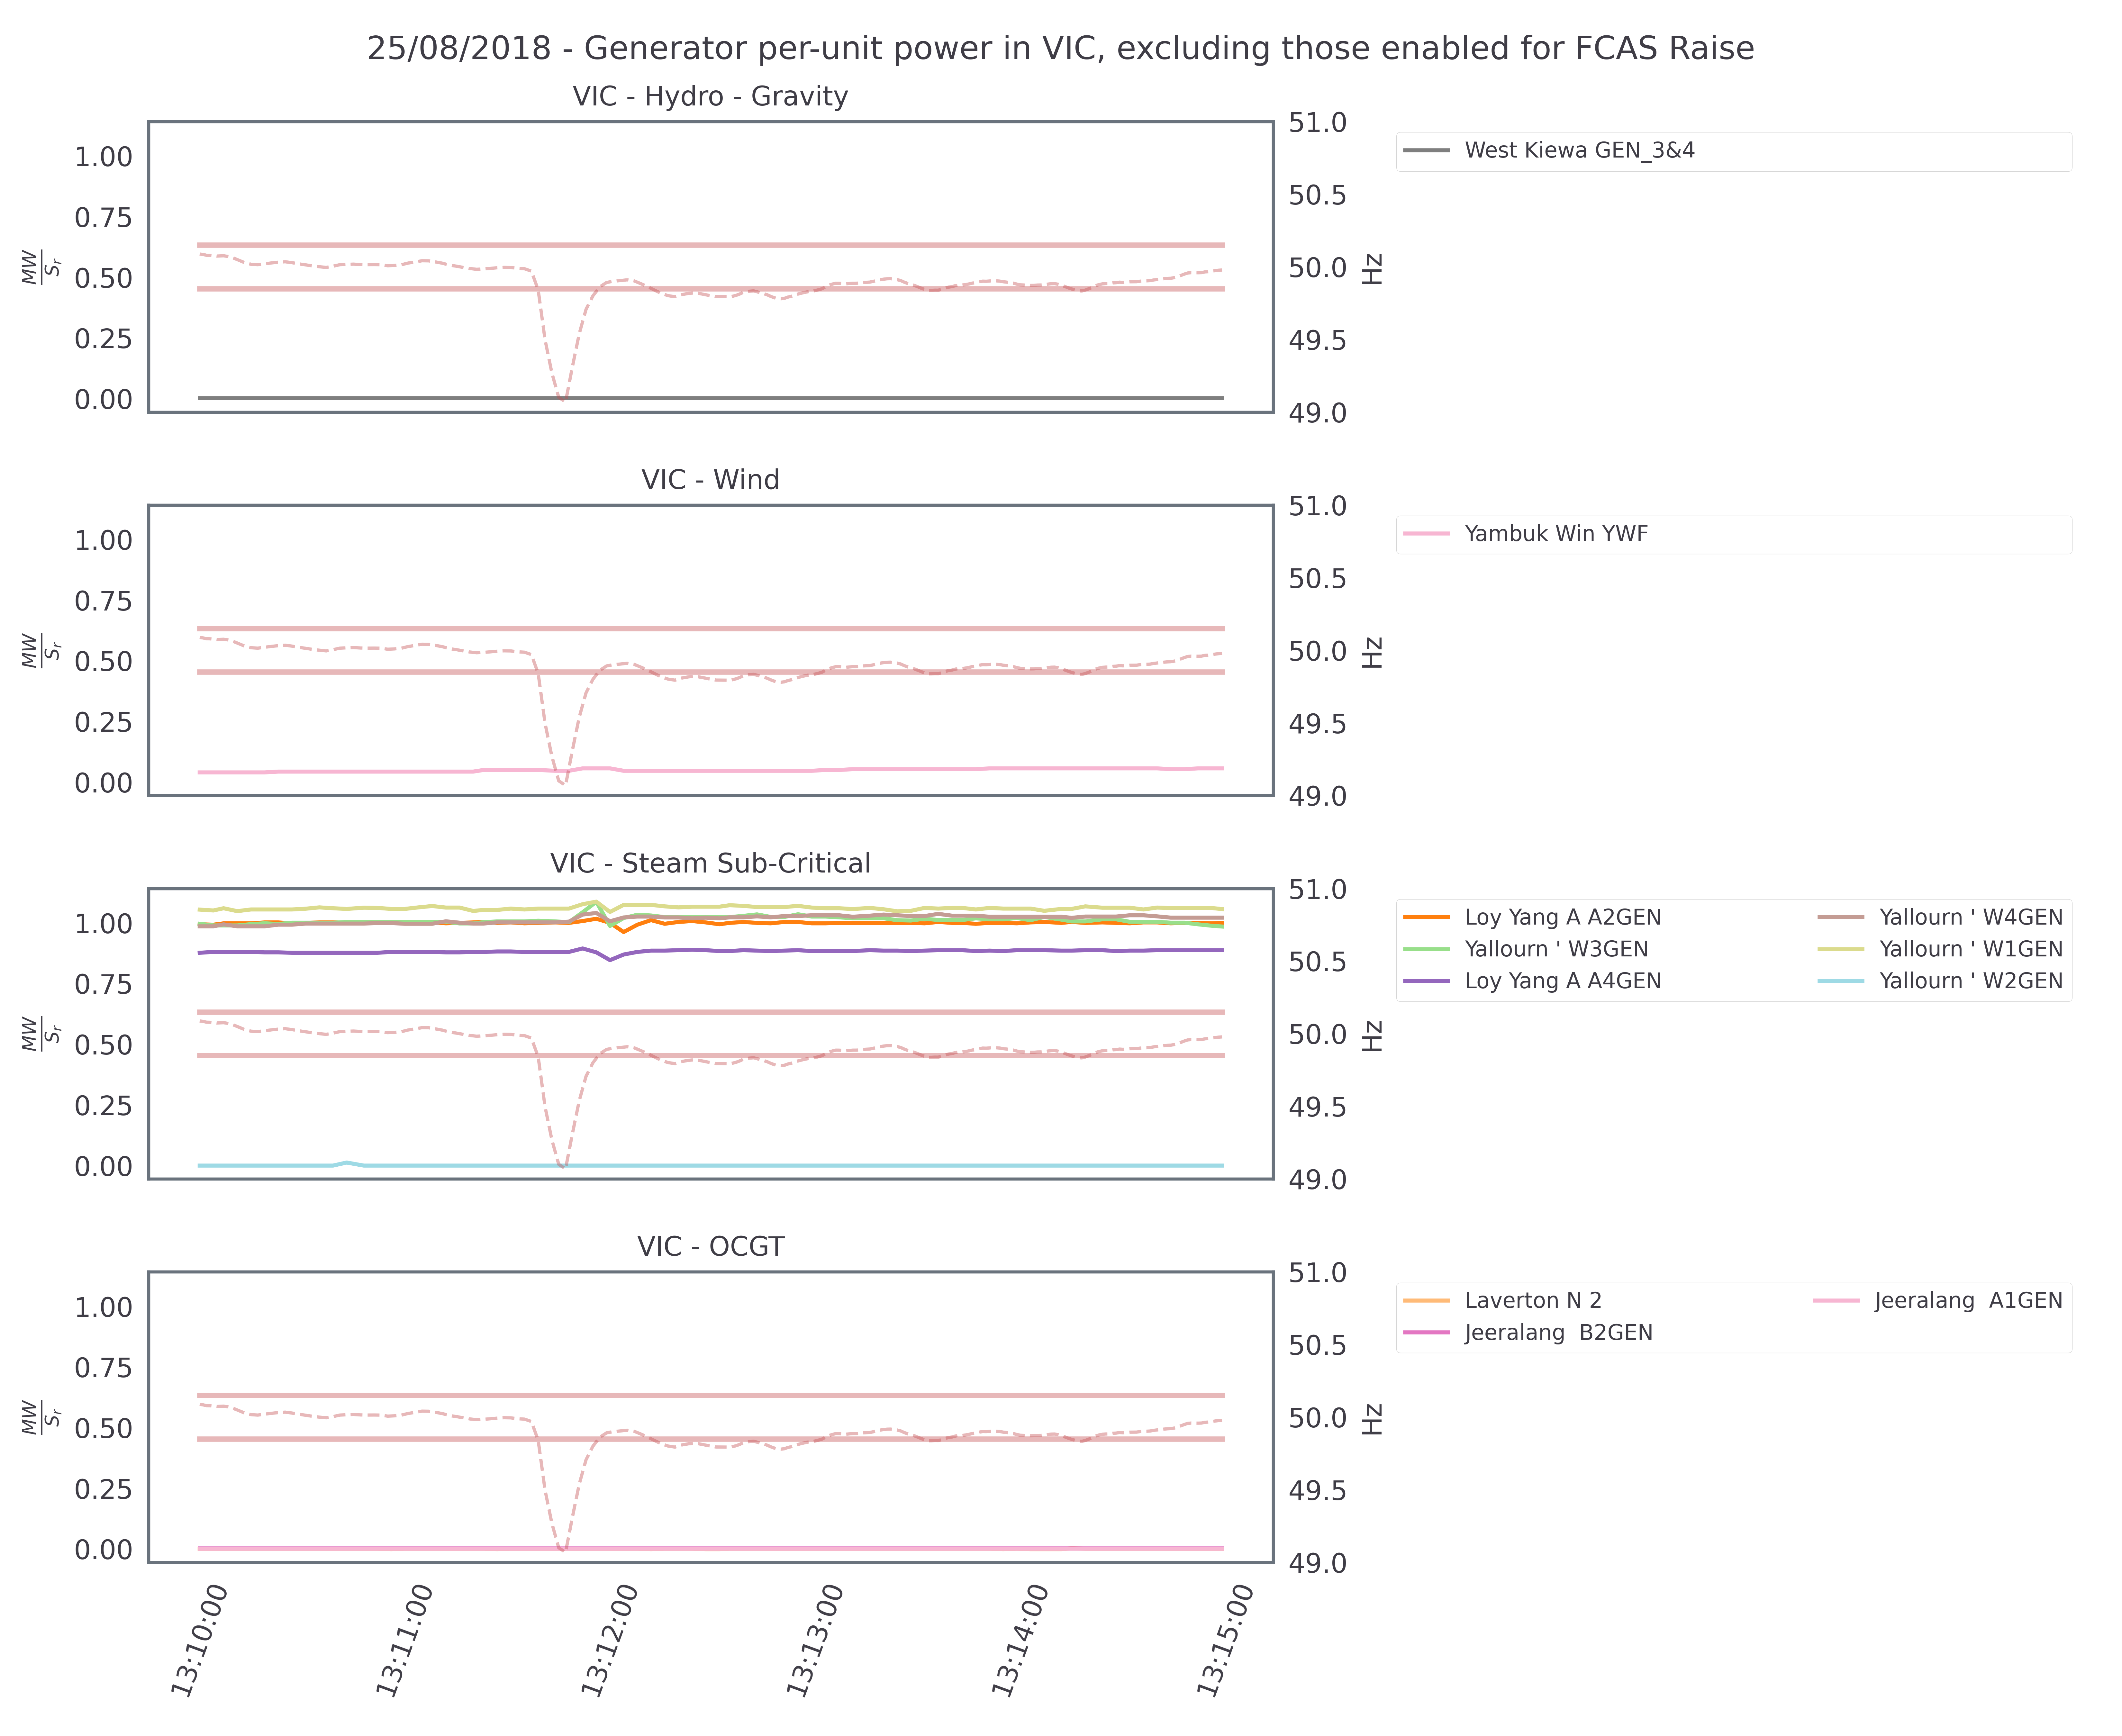 25/08/2018 - Generator per-unit power in VIC, excluding those enabled for FCAS Raise
VIC - Hydro - Gravity
1.00
0.75
0.50
0.25
0.00
MW
S_r
51.0
50.5
50.0
49.5
49.0
Hz
West Kiewa GEN_3&4
VIC - Wind
1.00
0.75
0.50
0.25
0.00
MW
S_r
51.0
50.5
50.0
49.5
49.0
Hz
Yambuk Win YWF
VIC - Steam Sub-Critical
1.00
0.75
0.50
0.25
0.00
MW
S_r
51.0
50.5
50.0
49.5
49.0
Hz
Loy Yang A A2GEN
Yallourn ' W3GEN
Loy Yang A A4GEN
Yallourn ' W4GEN
Yallourn ' W1GEN
Yallourn ' W2GEN
VIC - OCGT
1.00
0.75
0.50
0.25
0.00
MW
S_r
51.0
50.5
50.0
49.5
49.0
Hz
Laverton N 2
Jeeralang  B2GEN
Jeeralang  A1GEN
13:10:00
13:11:00
13:12:00
13:13:00
13:14:00
13:15:00